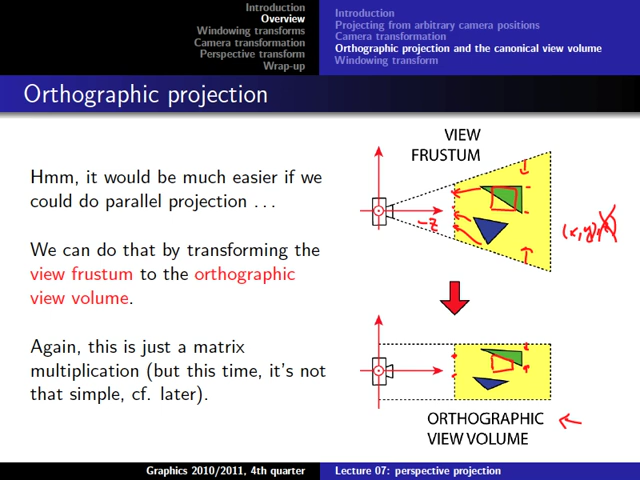 Introduction
Overview
Windowing transforms
Camera transformation
Perspective transform
Wrap-up
Introduction
Projecting from arbitrary camera positions
Camera transformation
Orthographic projection and the canonical view volume
Windowing transform
Orthographic projection
Hmm, it would be much easier if we
could do parallel projection . . .
We can do that by transforming the
view frustum to the orthographic
view volume.
Again, this is just a matrix
multiplication (but this time, it's not
that simple, cf. later).
VIEW
FRUSTUM
-z
(x,y,z)
ORTHOGRAPHIC
VIEW VOLUME
Graphics 2010/2011, 4th quarter
Lecture 07: perspective projection